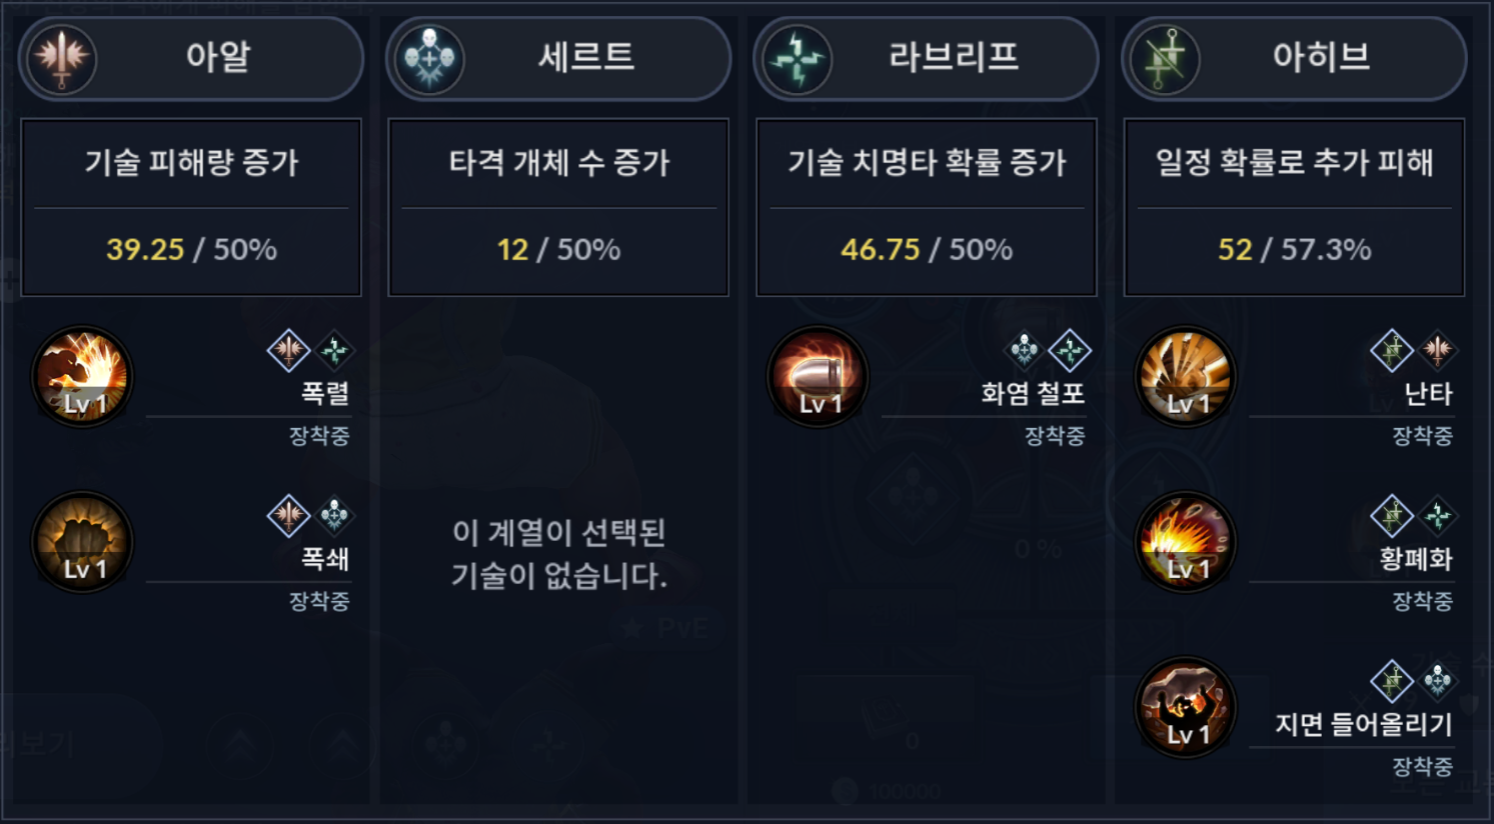 아알
기술 피해량 증가
39.25 / 50%
Lv 1
폭렬
장착중
Lv 1
폭쇄
장착중
세르트
타격 개체 수 증가
12 / 50%
이 계열이 선택된
기술이 없습니다.
라브리프
기술 치명타 확률 증가
46.75 / 50%
Lv 1
화염 철포
장착중
아히브
일정 확률로 추가 피해
52 / 57.3%
Lv 1
난타
장착중
Lv 1
황폐화
장착중
Lv 1
지면 들어올리기
장착중
0 %
PvE
0
100000